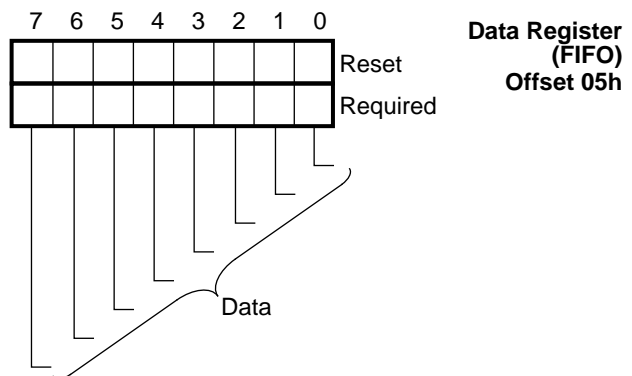 7 6 5 4 3 2 1 0
Data Register
(FIFO)
Offset 05h
Reset
Required
Data